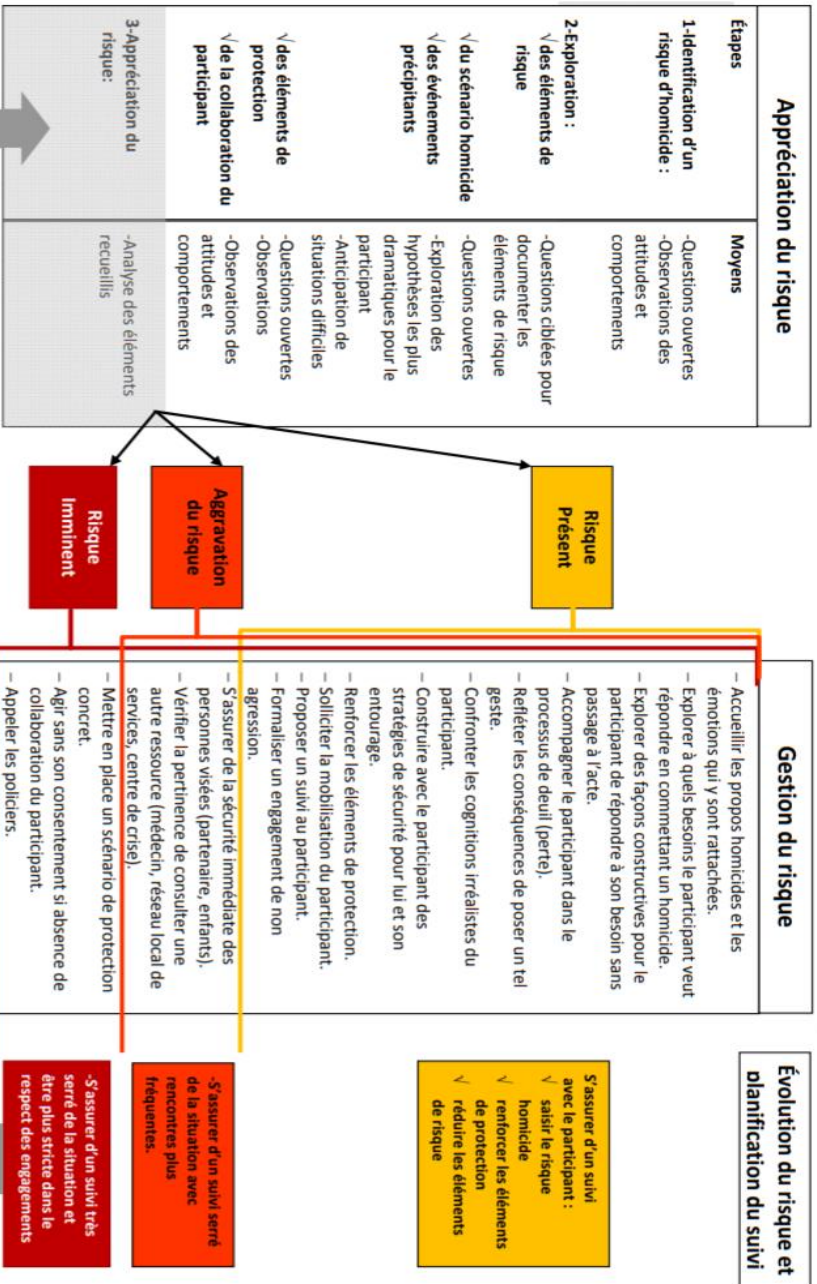 Appréciation du risque
Étapes
Moyens
1-Identification d'un
risque d'homicide :
-Questions ouvertes
-Observations des
attitudes et
comportements
2-Exploration :
√ des éléments de
risque
-Questions ciblées pour
documenter les
éléments de risque
√ du scénario homicide
-Questions ouvertes
√ des événements
précipitants
-Exploration des
hypothèses les plus
dramatiques pour le
participant
-Anticipation de
situations difficiles
√ des éléments de
protection
-Questions ouvertes
-Observations
√ de la collaboration du
participant
-Observations des
attitudes et
comportements
3-Appréciation du
risque:
-Analyse des éléments
recueillis
Risque
Présent
Aggravation
du risque
Risque
Imminent
Gestion du risque
– Accueillir les propos homicides et les
émotions qui y sont rattachées.
– Explorer à quels besoins le participant veut
répondre en commettant un homicide.
– Explorer des façons constructives pour le
participant de répondre à son besoin sans
passage à l'acte.
– Accompagner le participant dans le
processus de deuil (perte).
– Refléter les conséquences de poser un tel
geste.
– Confronter les cognitions irréalistes du
participant.
– Construire avec le participant des
stratégies de sécurité pour lui et son
entourage.
– Renforcer les éléments de protection.
– Solliciter la mobilisation du participant.
– Proposer un suivi au participant.
– Formaliser un engagement de non
agression.
– S'assurer de la sécurité immédiate des
personnes visées (partenaire, enfants).
– Vérifier la pertinence de consulter une
autre ressource (médecin, réseau local de
services, centre de crise).
– Mettre en place un scénario de protection
concret.
– Agir sans son consentement si absence de
collaboration du participant.
– Appeler les policiers.
Évolution du risque et
planification du suivi
S'assurer d'un suivi
avec le participant :
√ saisir le risque
homicide
√ renforcer les éléments
de protection
√ réduire les éléments
de risque
-S'assurer d'un suivi serré
de la situation avec
rencontres plus
fréquentes.
-S'assurer d'un suivi très
serré de la situation et
être plus stricte dans le
respect des engagements